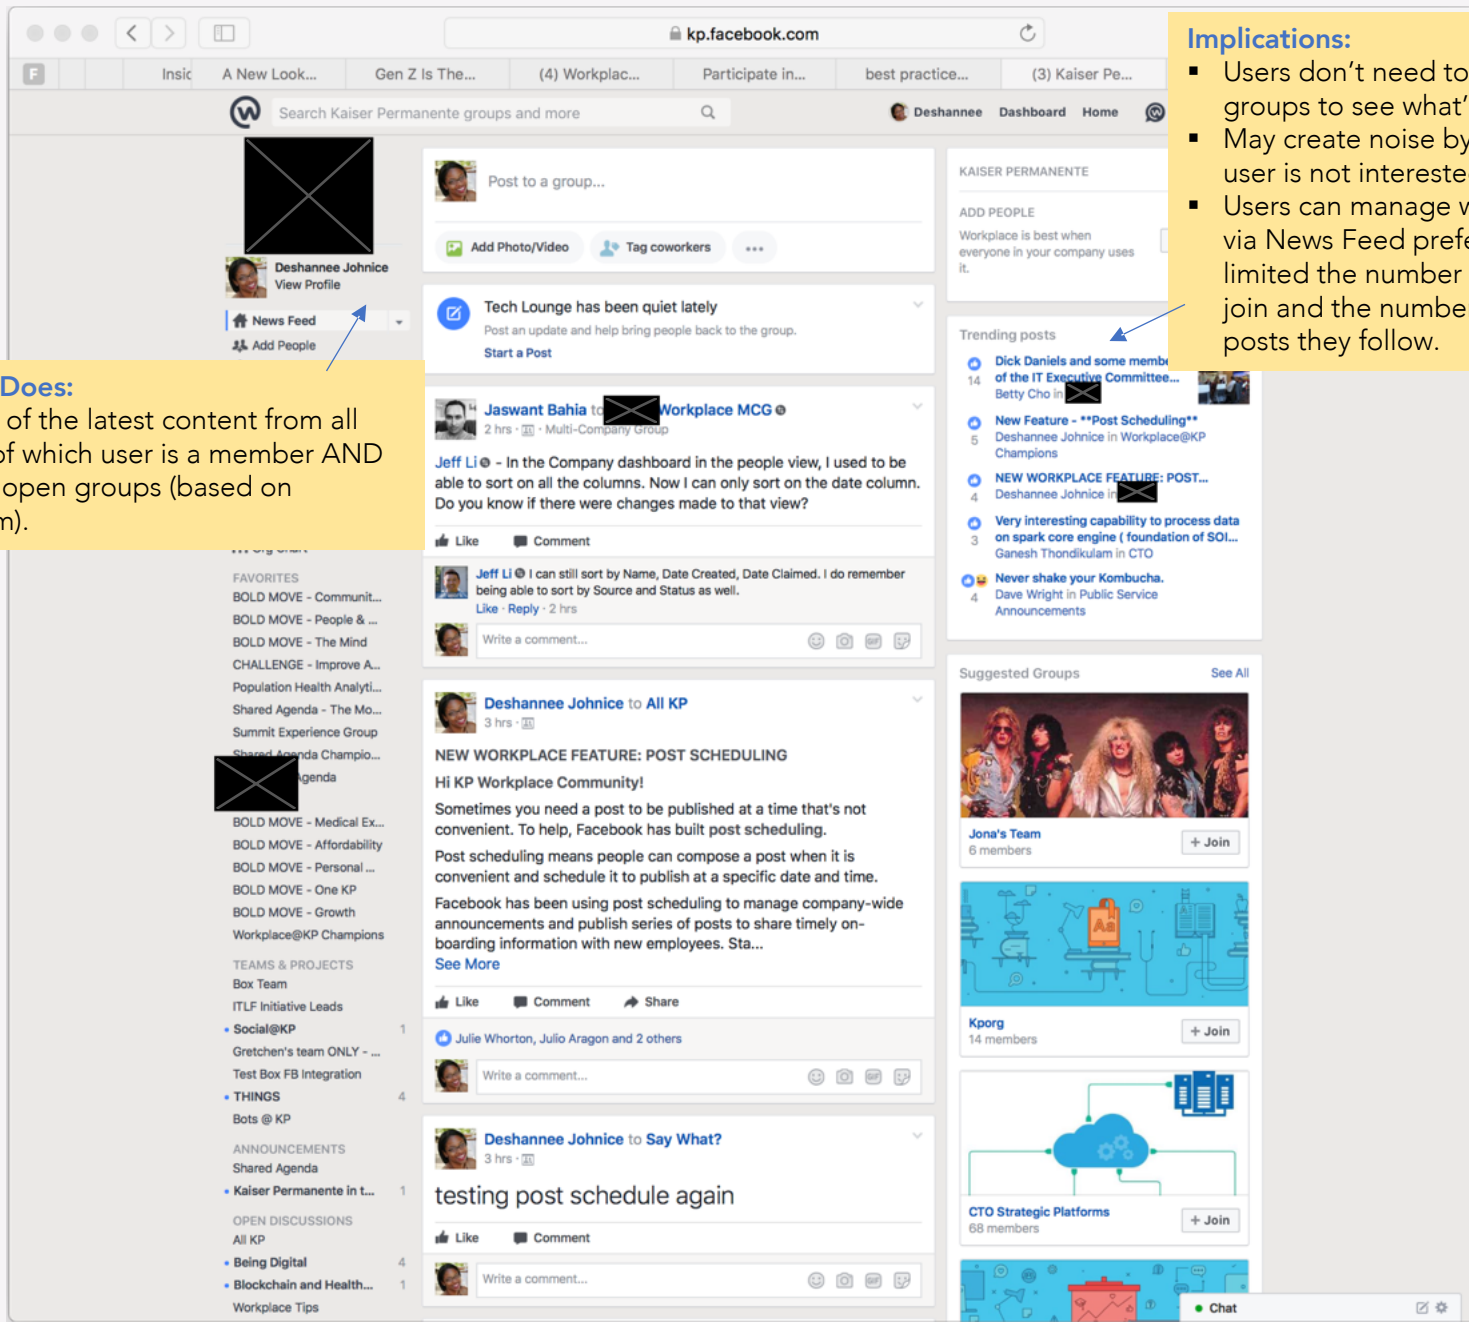 kp.facebook.com
F
Insid
A New Look...
Gen Z Is The...
(4) Workplac...
Participate in...
best practice...
(3) Kaiser Pe...
Search Kaiser Permanente groups and more
Deshannee
Dashboard
Home
Deshannee Johnice
View Profile
News Feed
Add People
Does:
of the latest content from all
of which user is a member AND
open groups (based on
m).
Org Chart
FAVORITES
BOLD MOVE - Communit...
BOLD MOVE - People & ...
BOLD MOVE - The Mind
CHALLENGE - Improve A...
Population Health Analyti...
Shared Agenda - The Mo...
Summit Experience Group
Shared Agenda Champio...
Agenda
BOLD MOVE - Medical Ex...
BOLD MOVE - Affordability
BOLD MOVE - Personal ...
BOLD MOVE - One KP
BOLD MOVE - Growth
Workplace@KP Champions
TEAMS & PROJECTS
Box Team
ITLF Initiative Leads
Social@KP 1
Gretchen's team ONLY - ...
Test Box FB Integration
THINGS 4
Bots @ KP
ANNOUNCEMENTS
Shared Agenda
Kaiser Permanente in t... 1
OPEN DISCUSSIONS
All KP
Being Digital 4
Blockchain and Health... 1
Workplace Tips
Post to a group...
Add Photo/Video
Tag coworkers
Tech Lounge has been quiet lately
Post an update and help bring people back to the group.
Start a Post
Jaswant Bahia to Workplace MCG
2 hrs · Multi-Company Group
Jeff Li - In the Company dashboard in the people view, I used to be
able to sort on all the columns. Now I can only sort on the date column.
Do you know if there were changes made to that view?
Like Comment
Jeff Li I can still sort by Name, Date Created, Date Claimed. I do remember
being able to sort by Source and Status as well.
Like · Reply · 2 hrs
Write a comment...
GIF
Deshannee Johnice to All KP
3 hrs ·
NEW WORKPLACE FEATURE: POST SCHEDULING
Hi KP Workplace Community!
Sometimes you need a post to be published at a time that's not
convenient. To help, Facebook has built post scheduling.
Post scheduling means people can compose a post when it is
convenient and schedule it to publish at a specific date and time.
Facebook has been using post scheduling to manage company-wide
announcements and publish series of posts to share timely on-
boarding information with new employees. Sta...
See More
Like Comment Share
Julie Whorton, Julio Aragon and 2 others
Write a comment...
GIF
Deshannee Johnice to Say What?
3 hrs ·
testing post schedule again
Like Comment
Write a comment...
GIF
KAISER PERMANENTE
ADD PEOPLE
Workplace is best when
everyone in your company uses
it.
Trending posts
Dick Daniels and some membe
14 of the IT Executive Committee...
Betty Cho in
New Feature - **Post Scheduling**
5 Deshannee Johnice in Workplace@KP
Champions
NEW WORKPLACE FEATURE: POST...
4 Deshannee Johnice in
Very interesting capability to process data
3 on spark core engine ( foundation of SOI...
Ganesh Thondikulam in CTO
Never shake your Kombucha.
4 Dave Wright in Public Service
Announcements
Suggested Groups See All
Jona's Team
6 members
+ Join
Aa
Kporg
14 members
+ Join
CTO Strategic Platforms
68 members
+ Join
Chat
Implications:
Users don't need to
groups to see what'
May create noise by
user is not intereste
Users can manage w
via News Feed prefe
limited the number
join and the numbe
posts they follow.